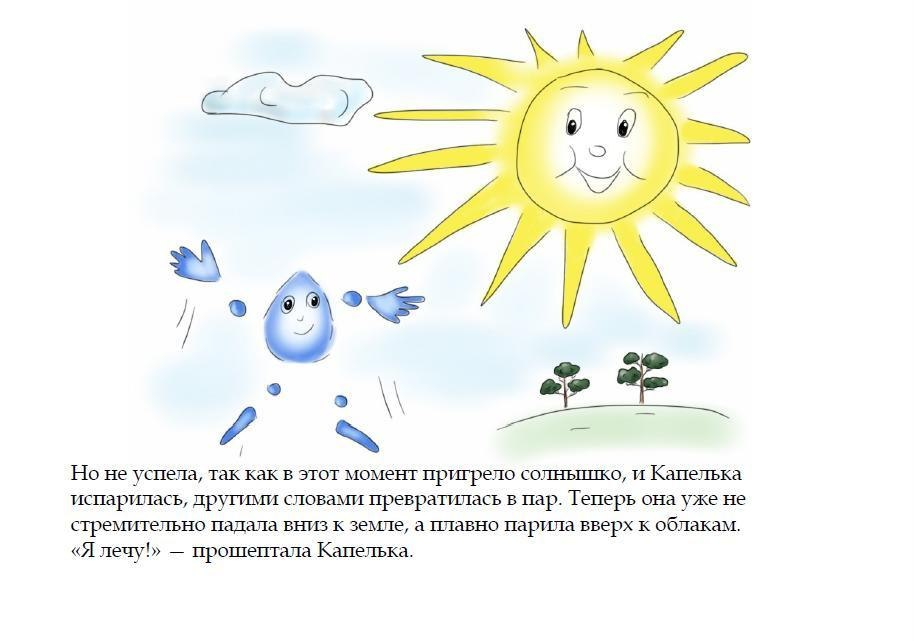 Но не успела, так как в этот момент пригрело солнышко, и Капелька
испарилась, другими словами превратилась в пар. Теперь она уже не
стремительно падала вниз к земле, а плавно парила вверх к облакам.
«Я лечу!» — прошептала Капелька.